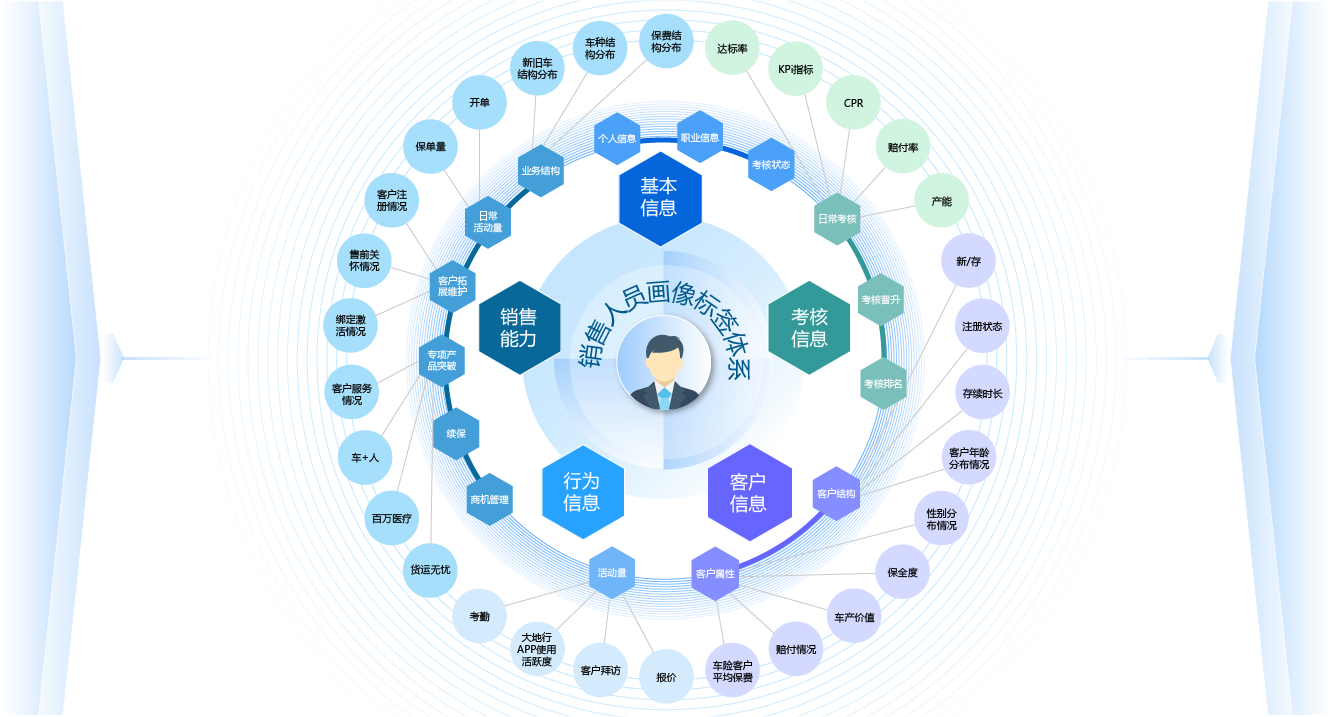 保费结
构分布
达标率
车种结
构分布
KPi指标
新旧车
结构分布
CPR
开单
赔付率
保单量
产能
客户注
册情况
新/存
售前关
怀情况
注册状态
绑定激
活情况
存续时长
客户服务
情况
客户年龄
分布情况
车+人
性别分
布情况
百万医疗
保全度
货运无忧
车产价值
考勤
赔付情况
大地行
APP使用
活跃度
车险客户
平均保费
客户拜访
报价
个人信息
职业信息
考核状态
业务结构
日常考核
日常
活动量
客户拓
展维护
考核晋升
专项产
品突破
考核排名
续保
商机管理
客户结构
活动量
客户属性
基本
信息
销售
能力
考核
信息
行为
信息
客户
信息
销售人员画像标签体系